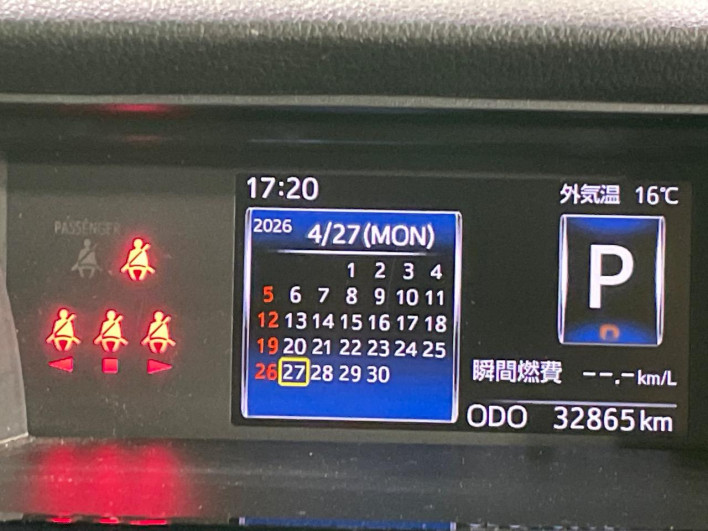 PASSENGER
17:20
外気温 16℃
2026 4/27(MON)
1 2 3 4
5 6 7 8 9 10 11
12 13 14 15 16 17 18
19 20 21 22 23 24 25
26 27 28 29 30
P
瞬間燃費 --.-km/L
ODO 32865km